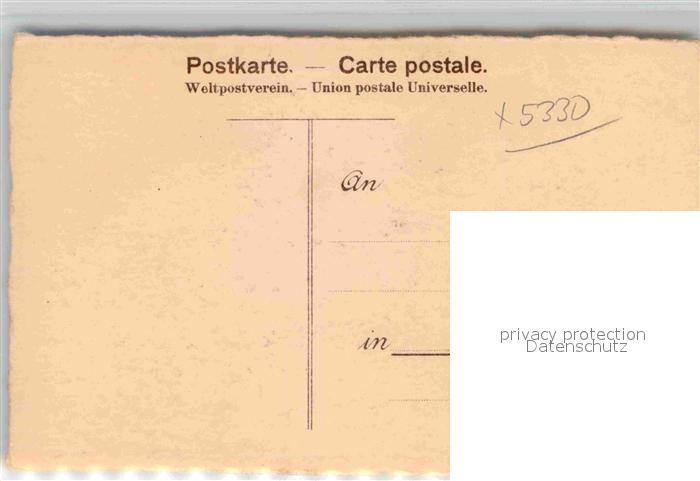 Postkarte. — Carte postale.
Weltpostverein. – Union postale Universelle.
x 5330
An
in
privacy protection
Datenschutz